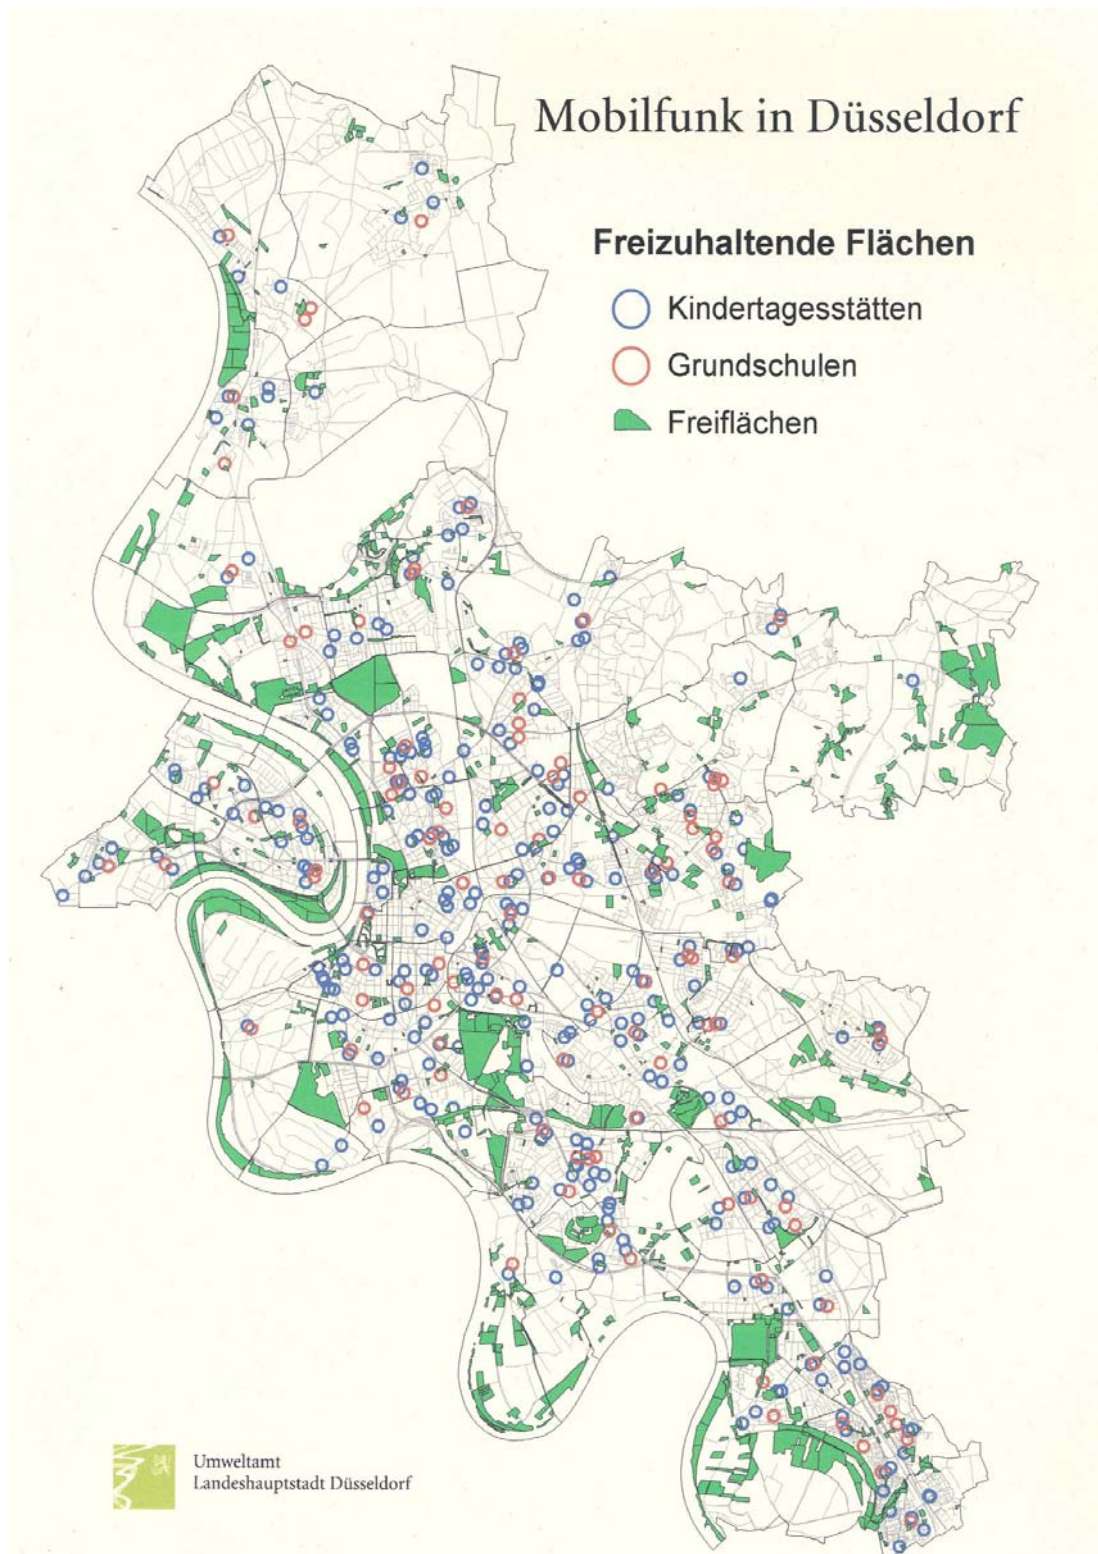 Mobilfunk in Düsseldorf
Freizuhaltende Flächen
Kindertagesstätten
Grundschulen
Freiflächen
Umweltamt
Landeshauptstadt Düsseldorf